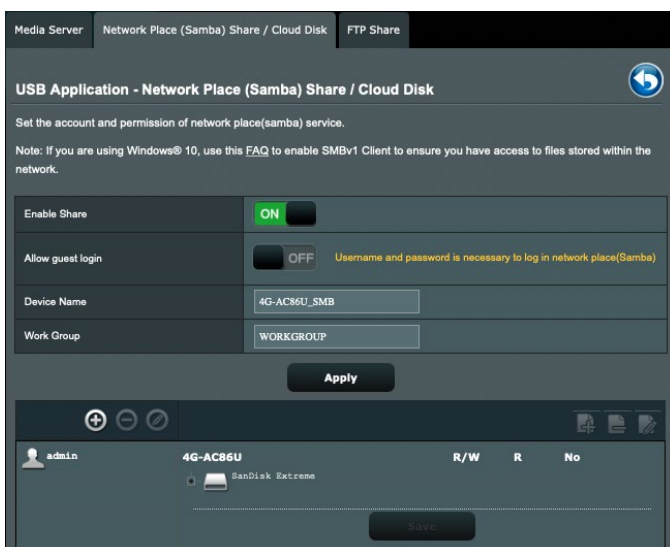 Media Server Network Place (Samba) Share / Cloud Disk FTP Share
USB Application - Network Place (Samba) Share / Cloud Disk
Set the account and permission of network place(samba) service.
Note: If you are using Windows® 10, use this FAQ to enable SMBv1 Client to ensure you have access to files stored within the
network.
Enable Share ON
Allow guest login OFF Username and password is necessary to log in network place(Samba)
Device Name 4G-AC86U_SMB
Work Group WORKGROUP
Apply
admin 4G-AC86U R/W R No
SanDisk Extreme
Save